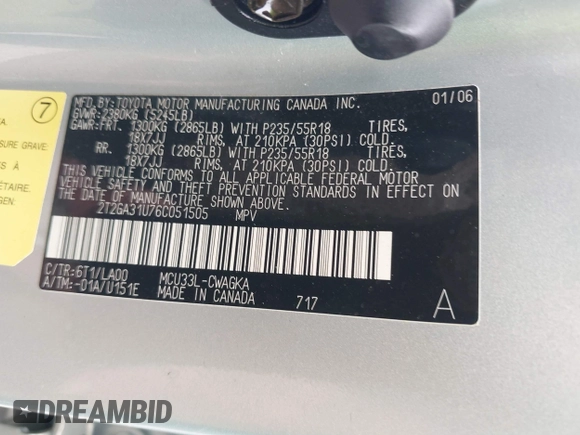 7
A.
SURE GRAVE
S À
ÉTAIRE.
GEN:
MFD.BY:TOYOTA MOTOR MANUFACTURING CANADA INC. 01/06
GVWR: 2380KG (5245LB)
GAWR:FRT. 1300KG (2865LB) WITH P235/55R18 TIRES,
18X7JJ RIMS, AT 210KPA (30PSI) COLD.
RR. 1300KG (2865LB) WITH P235/55R18 TIRES,
18X7JJ RIMS, AT 210KPA (30PSI) COLD.
THIS VEHICLE CONFORMS TO ALL APPLICABLE FEDERAL MOTOR
VEHICLE SAFETY AND THEFT PREVENTION STANDARDS IN EFFECT
ON THE DATE OF MANUFACTURE SHOWN ABOVE.
2T2GA31U76C051505 MPV
C/TR:6T1/LA00 MCU33L-CWAGKA
A/TM:-01A/U151E MADE IN CANADA 717 A
DREAMBID